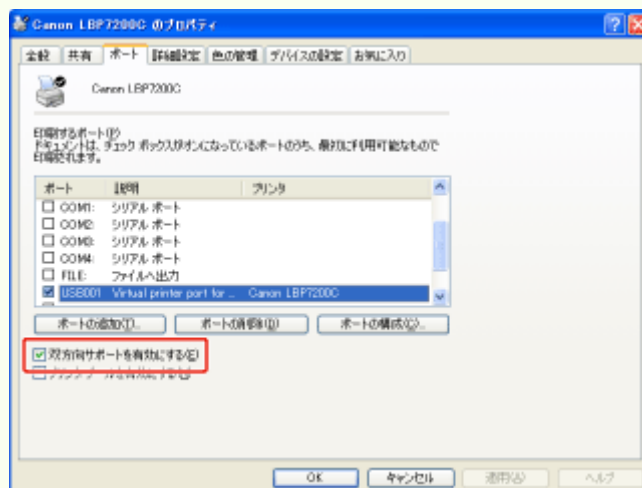 Canon LBP7200C のプロパティ
全般 共有 ポート 詳細設定 色の管理 デバイスの設定 お気に入り
Canon LBP7200C
印刷するポート(P)
ドキュメントは、チェック ボックスがオンになっているポートのうち、最初に利用可能なもので
印刷されます。
ポート 説明 プリンタ
COM1: シリアル ポート
COM2: シリアル ポート
COM3: シリアル ポート
COM4: シリアル ポート
FILE: ファイルへ出力
USB001 Virtual printer port for ... Canon LBP7200C
ポートの追加(T)... ポートの削除(D) ポートの構成(C)...
双方向サポートを有効にする(E)
OK キャンセル 適用(A) ヘルプ